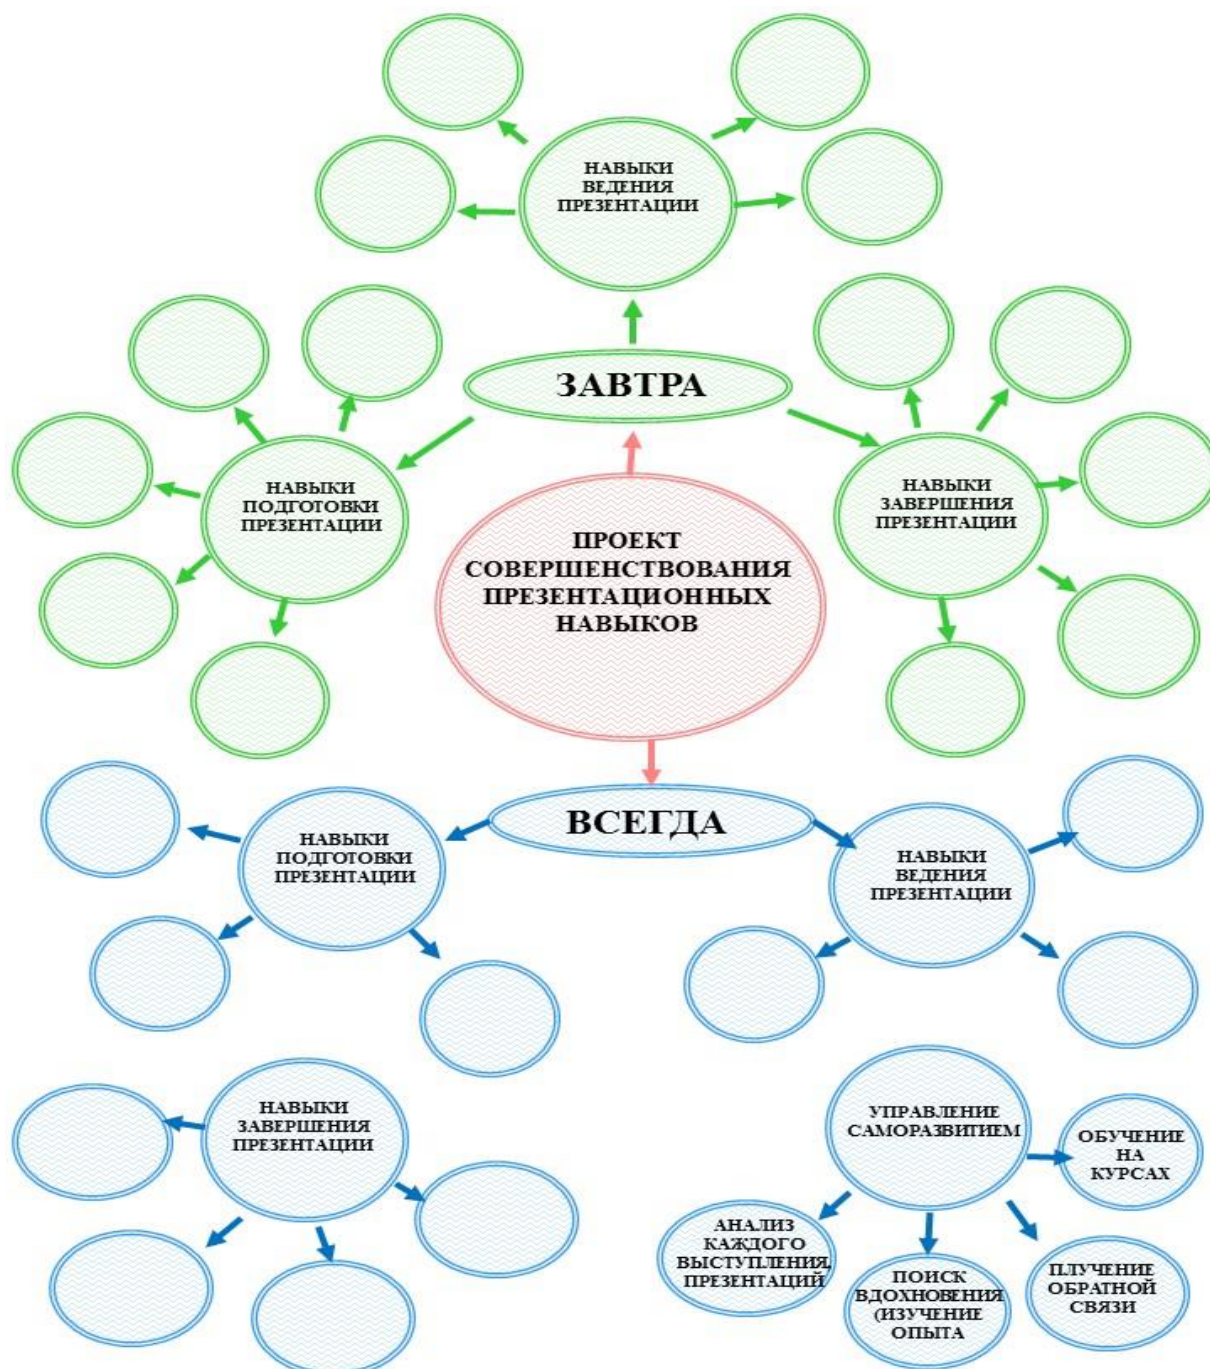 НАВЫКИ
ВЕДЕНИЯ
ПРЕЗЕНТАЦИИ
ЗАВТРА
НАВЫКИ
ПОДГОТОВКИ
ПРЕЗЕНТАЦИИ
НАВЫКИ
ЗАВЕРШЕНИЯ
ПРЕЗЕНТАЦИИ
ПРОЕКТ
СОВЕРШЕНСТВОВАНИЯ
ПРЕЗЕНТАЦИОННЫХ
НАВЫКОВ
ВСЕГДА
НАВЫКИ
ПОДГОТОВКИ
ПРЕЗЕНТАЦИИ
НАВЫКИ
ВЕДЕНИЯ
ПРЕЗЕНТАЦИИ
НАВЫКИ
ЗАВЕРШЕНИЯ
ПРЕЗЕНТАЦИИ
УПРАВЛЕНИЕ
САМОРАЗВИТИЕМ
ОБУЧЕНИЕ
НА
КУРСАХ
АНАЛИЗ
КАЖДОГО
ВЫСТУПЛЕНИЯ,
ПРЕЗЕНТАЦИЙ
ПОИСК
ВДОХНОВЕНИЯ
(ИЗУЧЕНИЕ
ОПЫТА
ПЛУЧЕНИЕ
ОБРАТНОЙ
СВЯЗИ